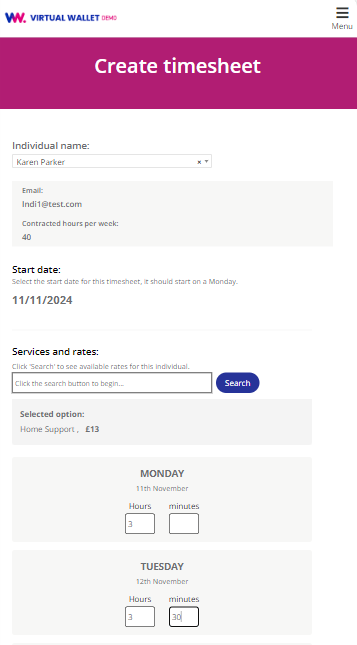 VW. VIRTUAL WALLET DEMO
Menu
Create timesheet
Individual name:
Karen Parker × ▾
Email:
Indi1@test.com
Contracted hours per week:
40
Start date:
Select the start date for this timesheet, it should start on a Monday.
11/11/2024
Services and rates:
Click 'Search' to see available rates for this individual.
Click the search button to begin... Search
Selected option:
Home Support , £13
MONDAY
11th November
Hours minutes
3
TUESDAY
12th November
Hours minutes
3 30